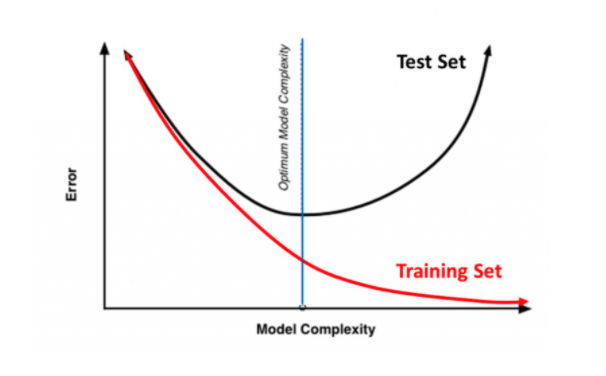 Test Set
Optimum Model Complexity
Error
Training Set
Model Complexity